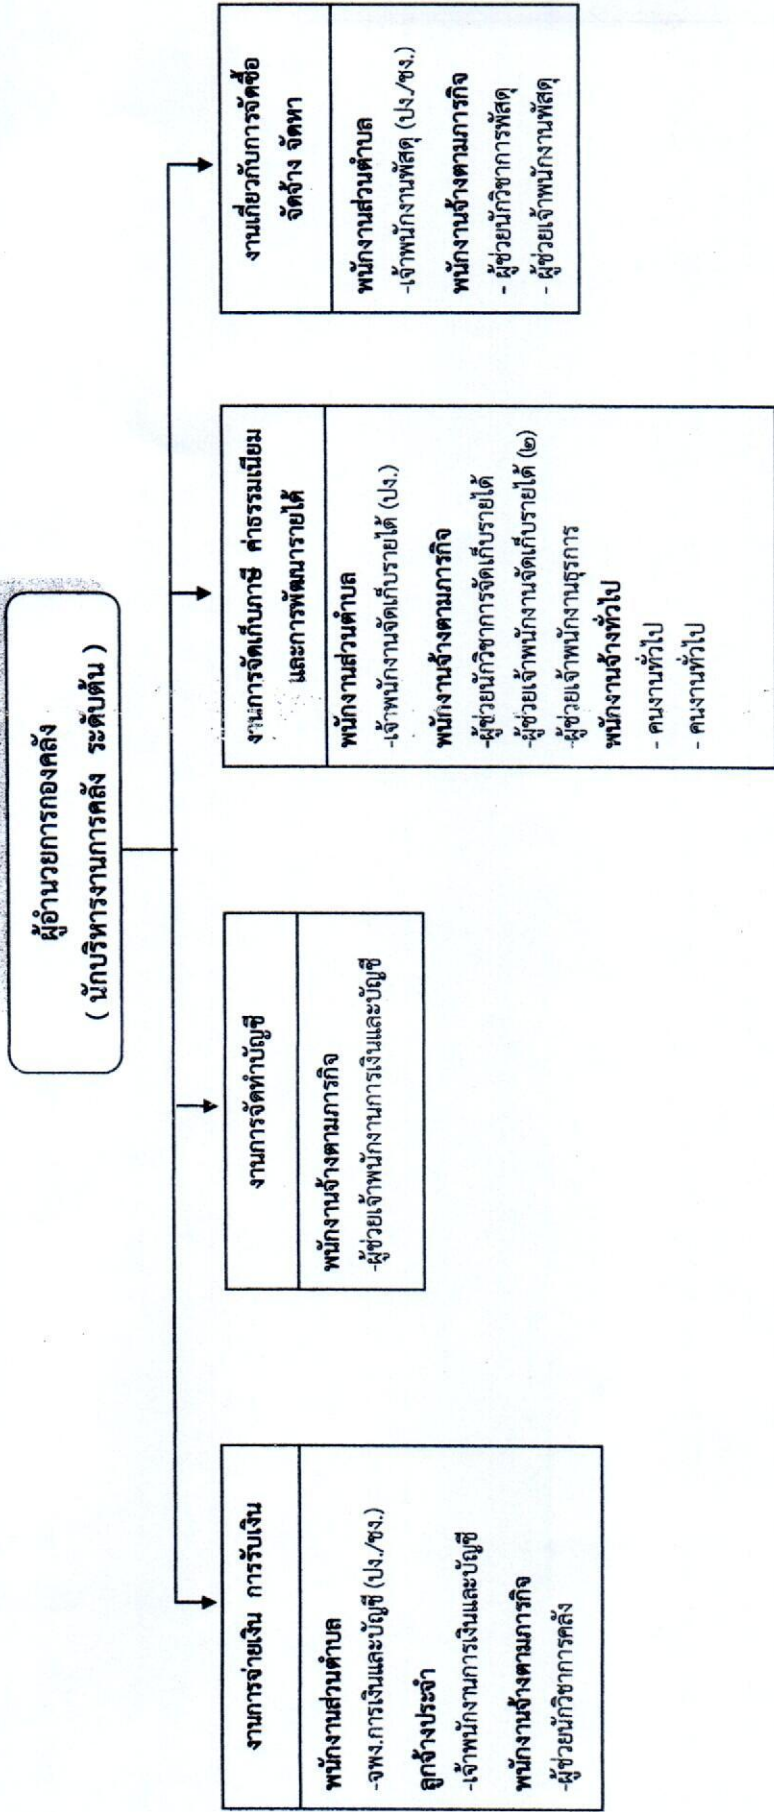 ผู้อำนวยการกองคลัง
( นักบริหารงานการคลัง ระดับต้น )
งานการจ่ายเงิน การรับเงิน
พนักงานส่วนตำบล
-จพง.การเงินและบัญชี (ปง./ชง.)
ลูกจ้างประจำ
-เจ้าพนักงานการเงินและบัญชี
พนักงานจ้างตามภารกิจ
-ผู้ช่วยนักวิชาการคลัง
งานการจัดทำบัญชี
พนักงานจ้างตามภารกิจ
-ผู้ช่วยเจ้าพนักงานการเงินและบัญชี
งานการจัดเก็บภาษี ค่าธรรมเนียม
และการพัฒนารายได้
พนักงานส่วนตำบล
-เจ้าพนักงานจัดเก็บรายได้ (ปง.)
พนักงานจ้างตามภารกิจ
-ผู้ช่วยนักวิชาการจัดเก็บรายได้
-ผู้ช่วยเจ้าพนักงานจัดเก็บรายได้ (๒)
-ผู้ช่วยเจ้าพนักงานธุรการ
พนักงานจ้างทั่วไป
- คนงานทั่วไป
- คนงานทั่วไป
งานเกี่ยวกับการจัดซื้อ
จัดจ้าง จัดหา
พนักงานส่วนตำบล
-เจ้าพนักงานพัสดุ (ปง./ชง.)
พนักงานจ้างตามภารกิจ
- ผู้ช่วยนักวิชาการพัสดุ
- ผู้ช่วยเจ้าพนักงานพัสดุ